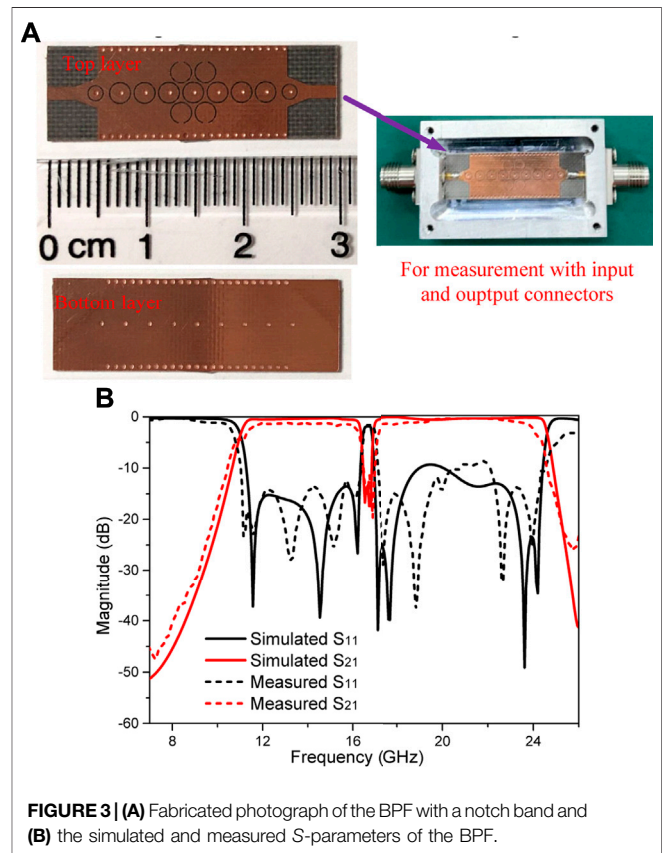 A
Top layer
0 cm 1 2 3
For measurement with input
and ouptput connectors
Bottom layer
B
0
-10
-20
-30
-40
-50
-60
Magnitude (dB)
Simulated S11
Simulated S21
Measured S11
Measured S21
8 12 16 20 24
Frequency (GHz)
FIGURE 3 | (A) Fabricated photograph of the BPF with a notch band and
(B) the simulated and measured S-parameters of the BPF.